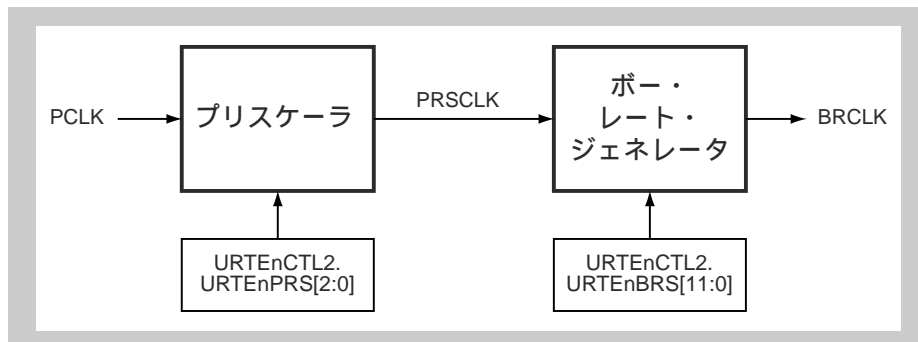 PCLK
プリスケーラ
PRSCLK
ボー・
レート・
ジェネレータ
BRCLK
URTEnCTL2.
URTEnPRS[2:0]
URTEnCTL2.
URTEnBRS[11:0]